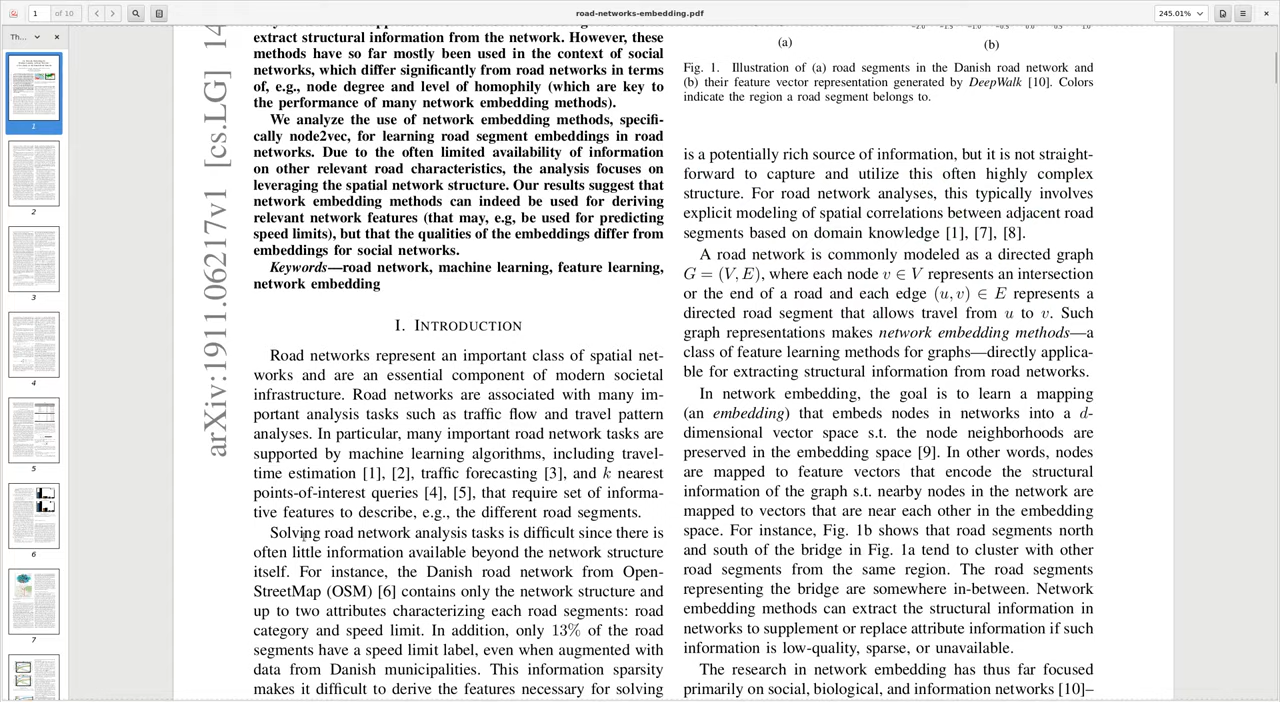 1 of 10
road-networks-embedding.pdf
245.01%
Th...
1
2
3
4
5
6
7
arXiv:1911.06217v1 [cs.LG] 14
extract structural information from the network. However, these
methods have so far mostly been used in the context of social
networks, which differ significantly from road networks in terms
of, e.g., node degree and level of homophily (which are key to
the performance of many network embedding methods).
We analyze the use of network embedding methods, specifi-
cally node2vec, for learning road segment embeddings in road
networks. Due to the often limited availability of information
on other relevant road characteristics, the analysis focuses on
leveraging the spatial network structure. Our results suggest that
network embedding methods can indeed be used for deriving
relevant network features (that may, e.g, be used for predicting
speed limits), but that the qualities of the embeddings differ from
embeddings for social networks.
Keywords—road network, machine learning, feature learning,
network embedding
I. INTRODUCTION
Road networks represent an important class of spatial net-
works and are an essential component of modern societal
infrastructure. Road networks are associated with many im-
portant analysis tasks such as traffic flow and travel pattern
analysis. In particular, many important road network tasks are
supported by machine learning algorithms, including travel-
time estimation [1], [2], traffic forecasting [3], and k nearest
points-of-interest queries [4]–[6] that require use of informa-
tive features to describe, e.g., the different road segments.
Solving road network analysis tasks is difficult since there is
often little information available beyond the network structure
itself. For instance, the Danish road network from Open-
StreetMap (OSM) [6] contains only the network structure and
up to two attributes characterizing each road segments: road
category and speed limit. In addition, only 13% of the road
segments have a speed limit label, even when augmented with
data from Danish municipalities. This information sparsity
makes it difficult to derive the features necessary for solving
(a)
(b)
Fig. 1. Illustration of (a) road segments in the Danish road network and
(b) their 2D vector representation generated by DeepWalk [10]. Colors
indicate the region a road segment belongs to.
is a potentially rich source of information, but it is not straight-
forward to capture and utilize this often highly complex
structure. For road network analyses, this typically involves
explicit modeling of spatial correlations between adjacent road
segments based on domain knowledge [1], [7], [8].
A road network is commonly modeled as a directed graph
G = (V, E), where each node v ∈ V represents an intersection
or the end of a road and each edge (u, v) ∈ E represents a
directed road segment that allows travel from u to v. Such
graph representations makes network embedding methods—a
class of feature learning methods for graphs—directly applica-
ble for extracting structural information from road networks.
In network embedding, the goal is to learn a mapping
(an embedding) that embeds nodes in networks into a d-
dimensional vector space s.t. the node neighborhoods are
preserved in the embedding space [9]. In other words, nodes
are mapped to feature vectors that encode the structural
information of the graph s.t. nearby nodes in the network are
mapped to vectors that are near each other in the embedding
space. For instance, Fig. 1b shows that road segments north
and south of the bridge in Fig. 1a tend to cluster with other
road segments from the same region. The road segments
representing the bridge are somewhere in-between. Network
embedding methods can extract the structural information in
networks to supplement or replace attribute information if such
information is low-quality, sparse, or unavailable.
The research in network embedding has thus far focused
primarily on social, biological, and information networks [10]–